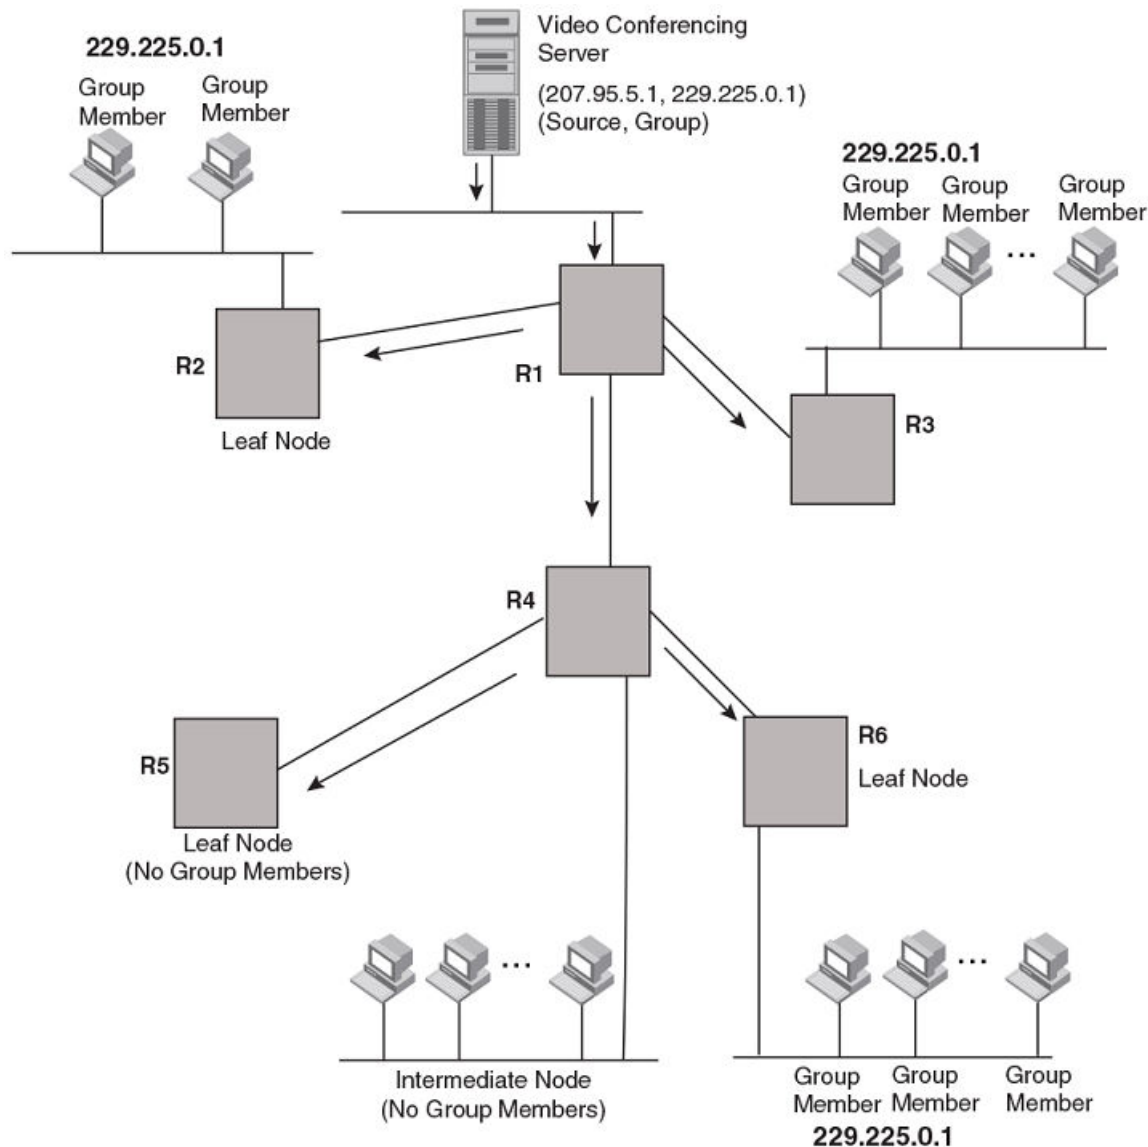 229.225.0.1
Group
Member
Group
Member
Video Conferencing
Server
(207.95.5.1, 229.225.0.1)
(Source, Group)
229.225.0.1
Group
Member
Group
Member
...
Group
Member
R2
Leaf Node
R1
R3
R4
R5
Leaf Node
(No Group Members)
R6
Leaf Node
...
Intermediate Node
(No Group Members)
...
Group
Member
Group
Member
Group
Member
229.225.0.1